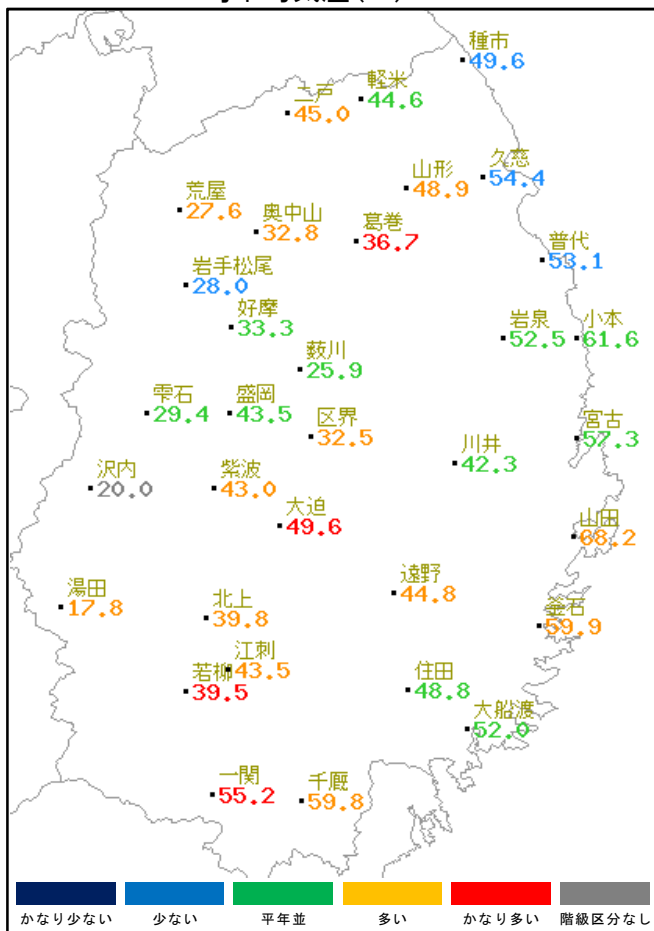 種市
49.6
軽米
44.6
二戸
45.0
久慈
54.4
山形
48.9
荒屋
27.6
奥中山
32.8
葛巻
36.7
普代
53.1
岩手松尾
28.0
好摩
33.3
岩泉
52.5
小本
61.6
薮川
25.9
雫石
29.4
盛岡
43.5
区界
32.5
宮古
57.3
川井
42.3
沢内
20.0
紫波
43.0
大迫
49.6
山田
68.2
遠野
44.8
湯田
17.8
北上
39.8
釜石
59.9
江刺
43.5
若柳
39.5
住田
48.8
大船渡
52.0
一関
55.2
千厩
59.8
かなり少ない 少ない 平年並 多い かなり多い 階級区分なし